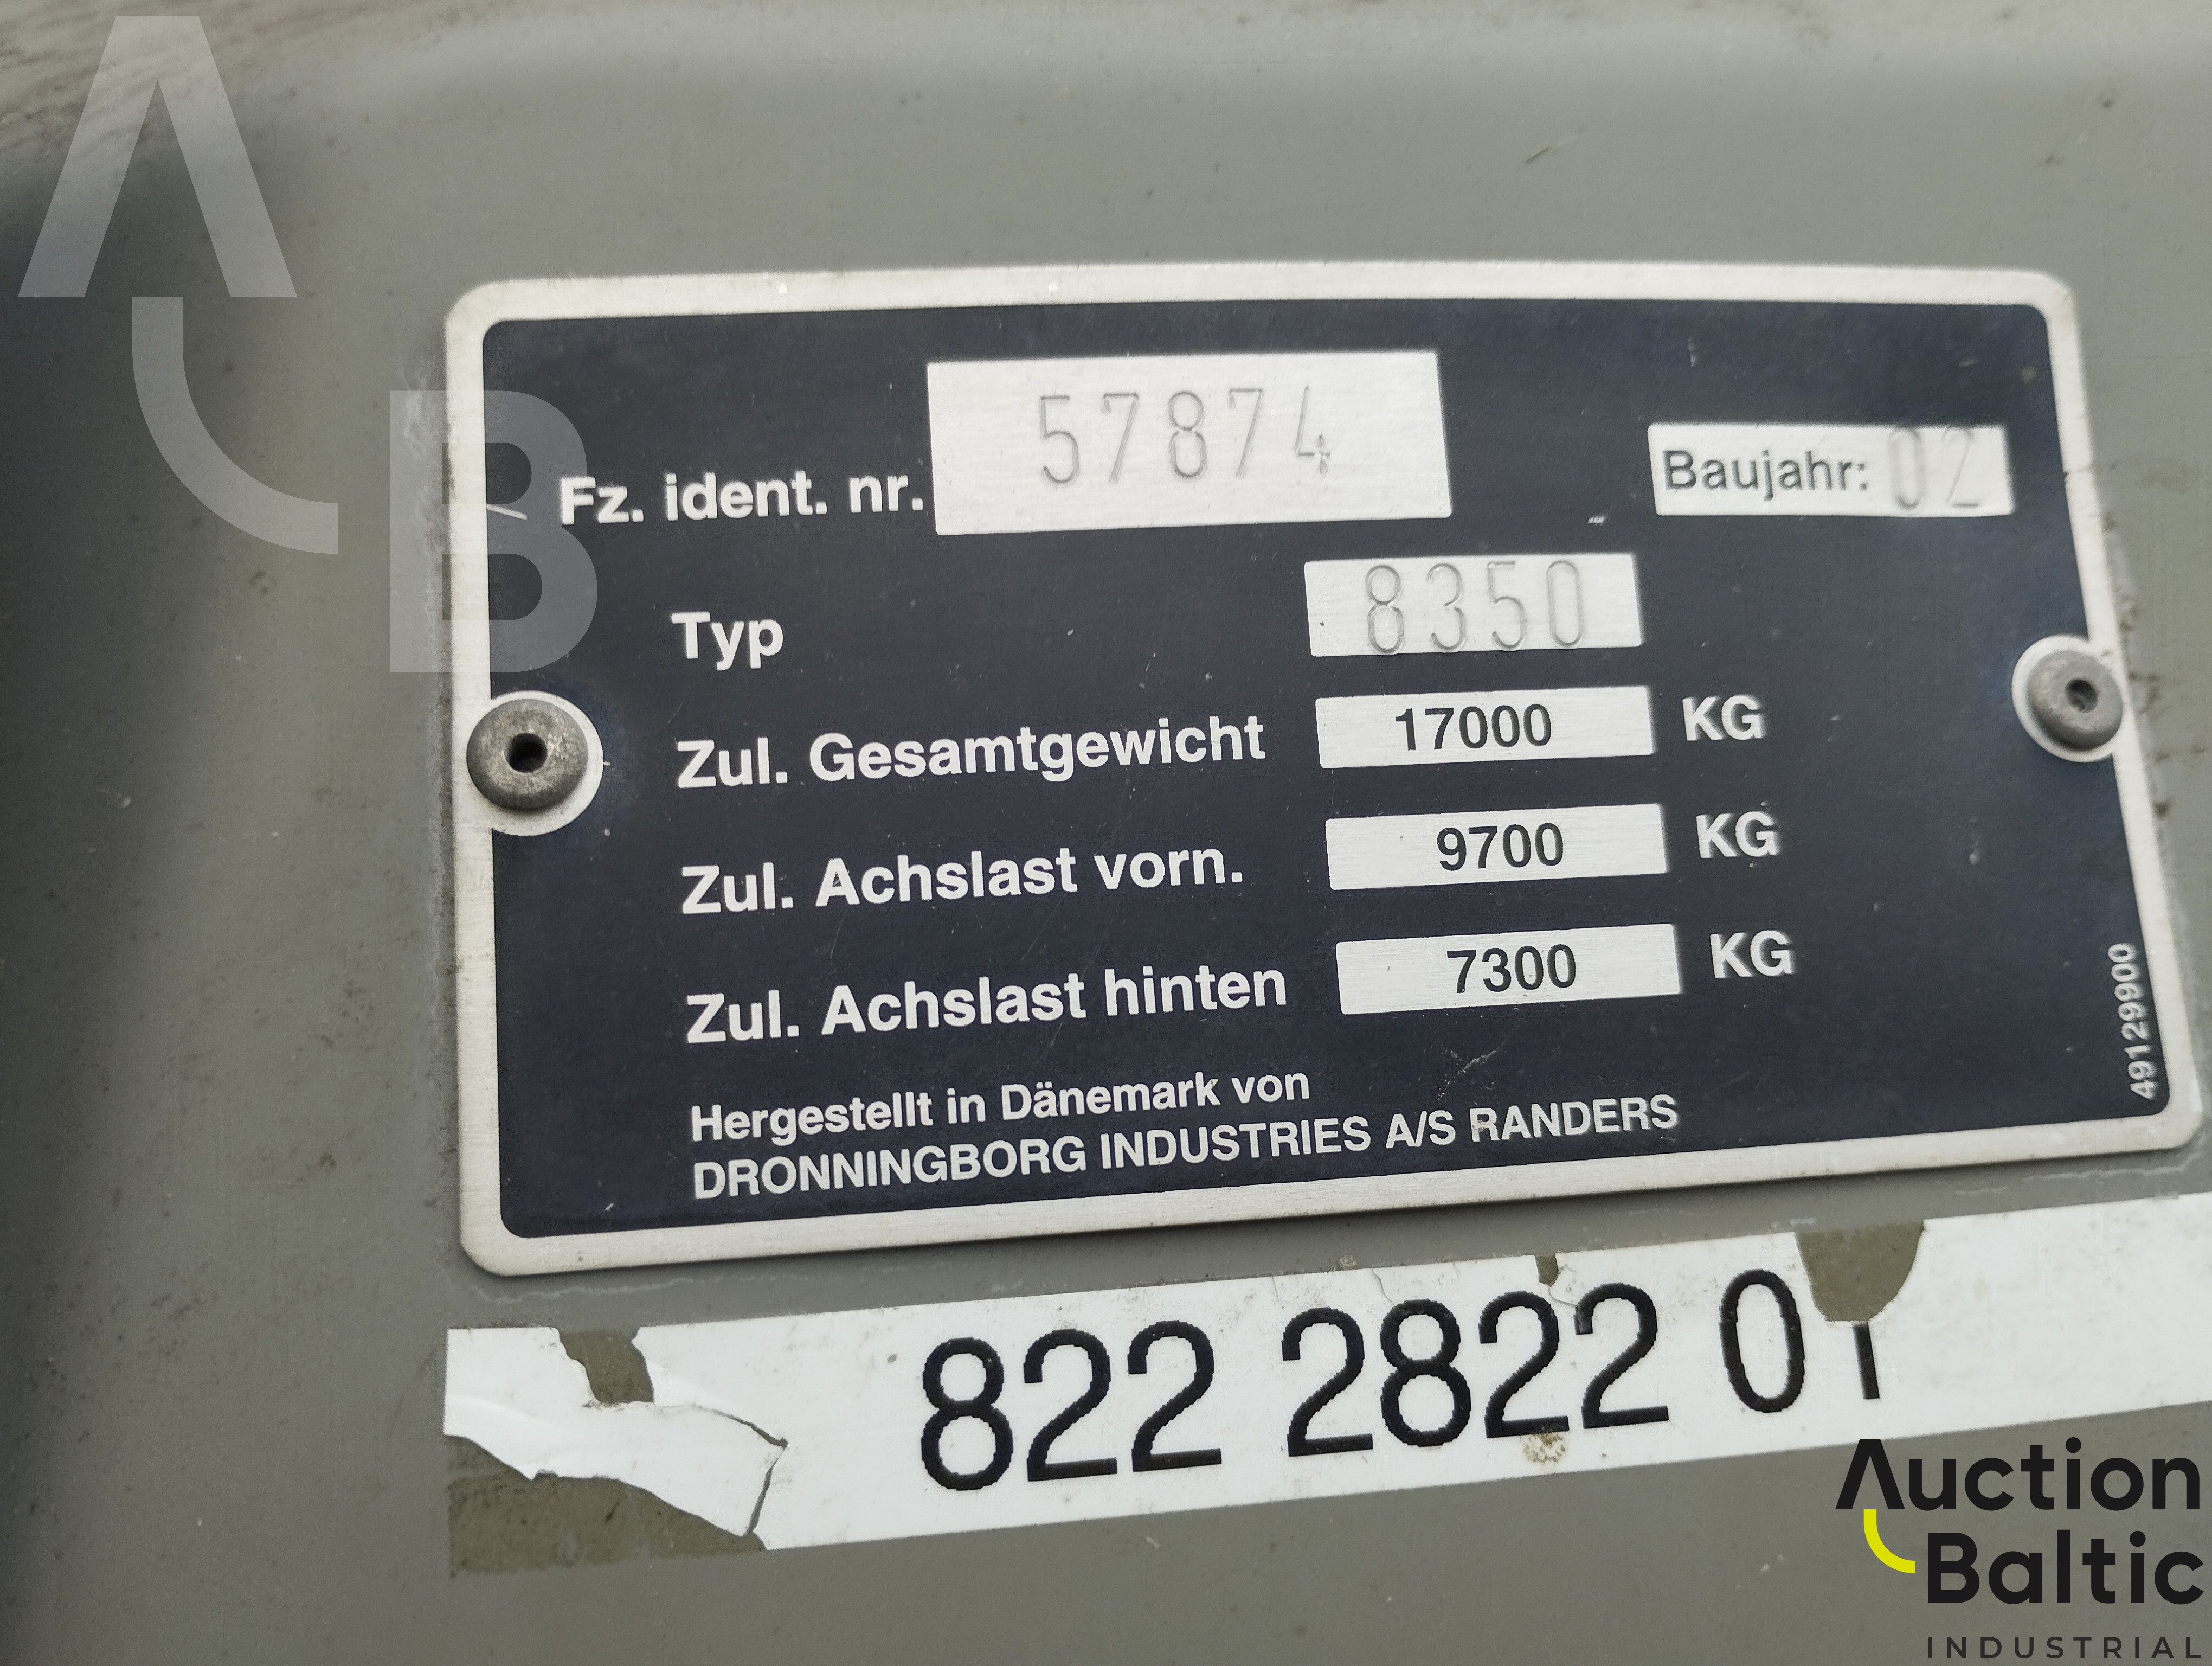 AB
Fz. ident. nr. 57874 Baujahr: 02
Typ 8350
Zul. Gesamtgewicht 17000 KG
Zul. Achslast vorn. 9700 KG
Zul. Achslast hinten 7300 KG
Hergestellt in Dänemark von
DRONNINGBORG INDUSTRIES A/S RANDERS
49129900
822 2822 01
Auction
Baltic
INDUSTRIAL